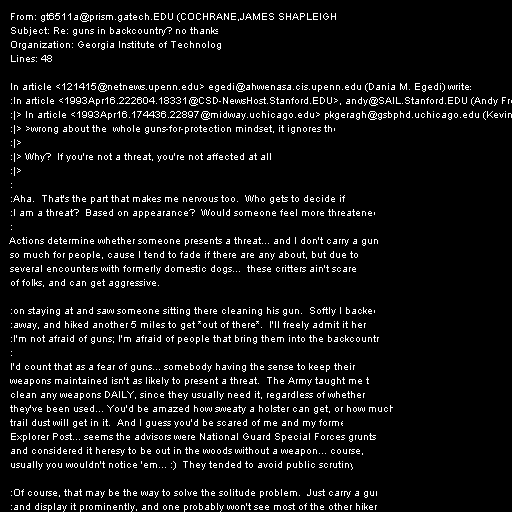 From: gt6511a@prism.gatech.EDU (COCHRANE,JAMES SHAPLEIGH
Subject: Re: guns in backcountry? no thanks
Organization: Georgia Institute of Technolog
Lines: 48

In article <121415@netnews.upenn.edu> egedi@ahwenasa.cis.upenn.edu (Dania M. Egedi) write:
:In article <1993Apr16.222604.18331@CSD-NewsHost.Stanford.EDU>, andy@SAIL.Stanford.EDU (Andy Fre
:|> In article <1993Apr16.174436.22897@midway.uchicago.edu> pkgeragh@gsbphd.uchicago.edu (Kevin
:|> >wrong about the  whole guns-for-protection mindset, it ignores the
:|>
:|> Why?  If you're not a threat, you're not affected at all
:|>
:
:Aha.  That's the part that makes me nervous too.  Who gets to decide if
:I am a threat?  Based on appearance?  Would someone feel more threatene
:
Actions determine whether someone presents a threat... and I don't carry a gun
so much for people, cause I tend to fade if there are any about, but due to
several encounters with formerly domestic dogs...  these critters ain't scare
of folks, and can get aggressive.

:on staying at and saw someone sitting there cleaning his gun.  Softly I backe
:away, and hiked another 5 miles to get *out of there*.  I'll freely admit it her
:I'm not afraid of guns; I'm afraid of people that bring them into the backcountr
:
I'd count that as a fear of guns... somebody having the sense to keep their
weapons maintained isn't as likely to present a threat.  The Army taught me t
clean any weapons DAILY, since they usually need it, regardless of whether
they've been used... You'd be amazed how sweaty a holster can get, or how much
trail dust will get in it.  And I guess you'd be scared of me and my forme
Explorer Post... seems the advisors were National Guard Special Forces grunts
and considered it heresy to be out in the woods without a weapon... course,
usually you wouldn't notice 'em... :)  They tended to avoid public scrutiny

:Of course, that may be the way to solve the solitude problem.  Just carry a gu
:and display it prominently, and one probably won't see most of the other hiker